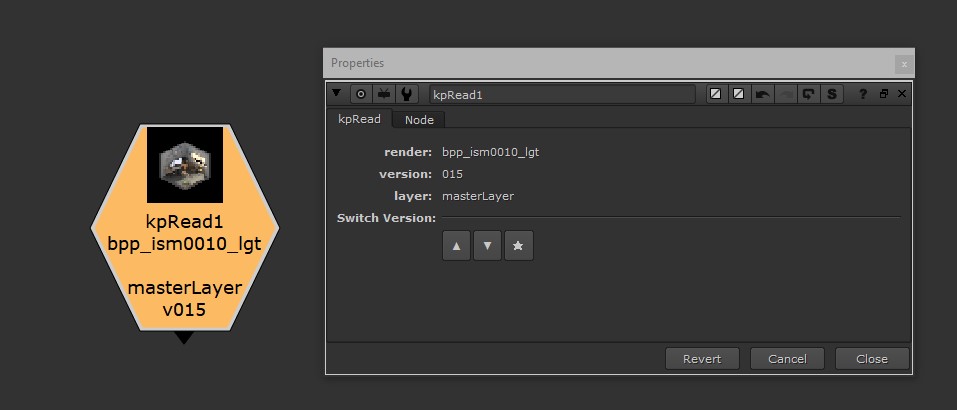 Properties
x
kpRead1
S
?
kpRead
Node
render: bpp_ism0010_lgt
version: 015
layer: masterLayer
Switch Version:
Revert
Cancel
Close
kpRead1
bpp_ism0010_lgt
masterLayer
v015